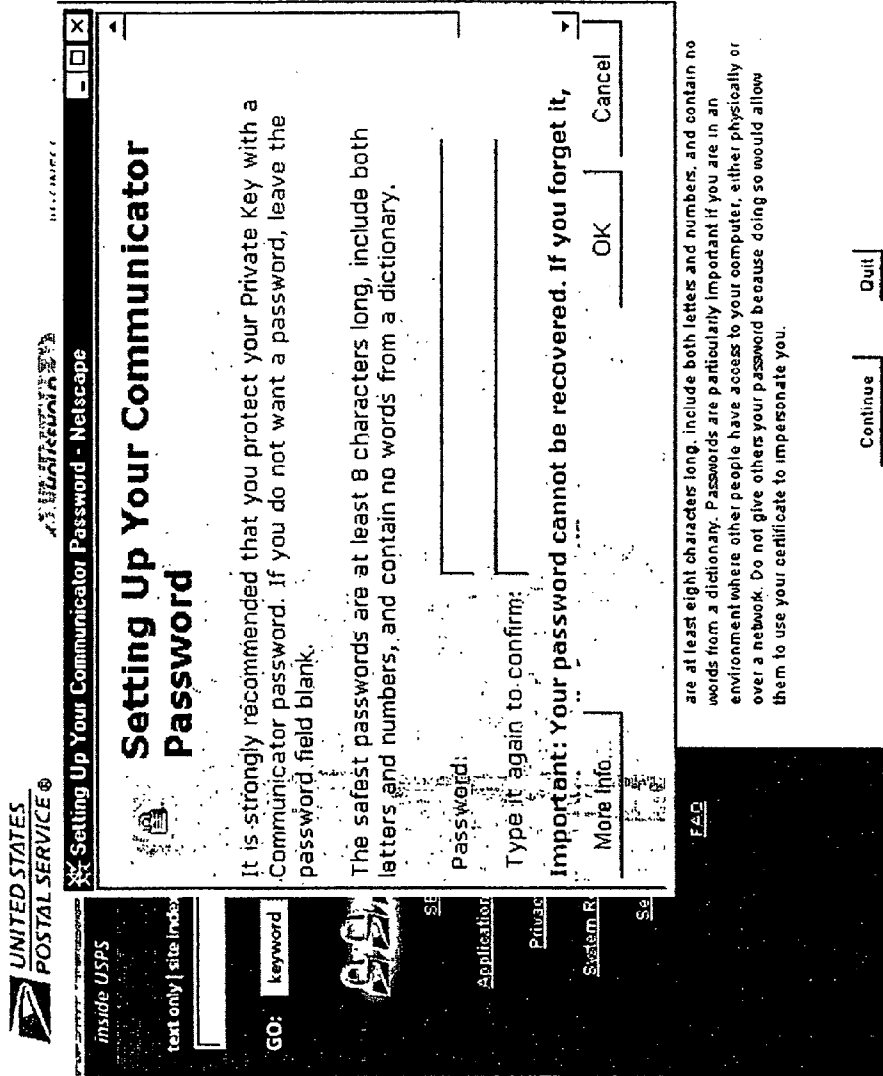 UNITED STATES
POSTAL SERVICE ®
Setting Up Your Communicator Password - Netscape
inside USPS
text only | site index
GO: keyword
Application
Privac
System R
Se
FAQ
Setting Up Your Communicator
Password
It is strongly recommended that you protect your Private Key with a
Communicator password. If you do not want a password, leave the
password field blank.
The safest passwords are at least 8 characters long, include both
letters and numbers, and contain no words from a dictionary.
Password:
Type it again to confirm:
Important: Your password cannot be recovered. If you forget it,
More Info...
OK
Cancel
are at least eight characters long, include both letters and numbers, and contain no
words from a dictionary. Passwords are particularly important if you are in an
environment where other people have access to your computer, either physically or
over a network. Do not give others your password because doing so would allow
them to use your certificate to impersonate you.
Continue
Quit